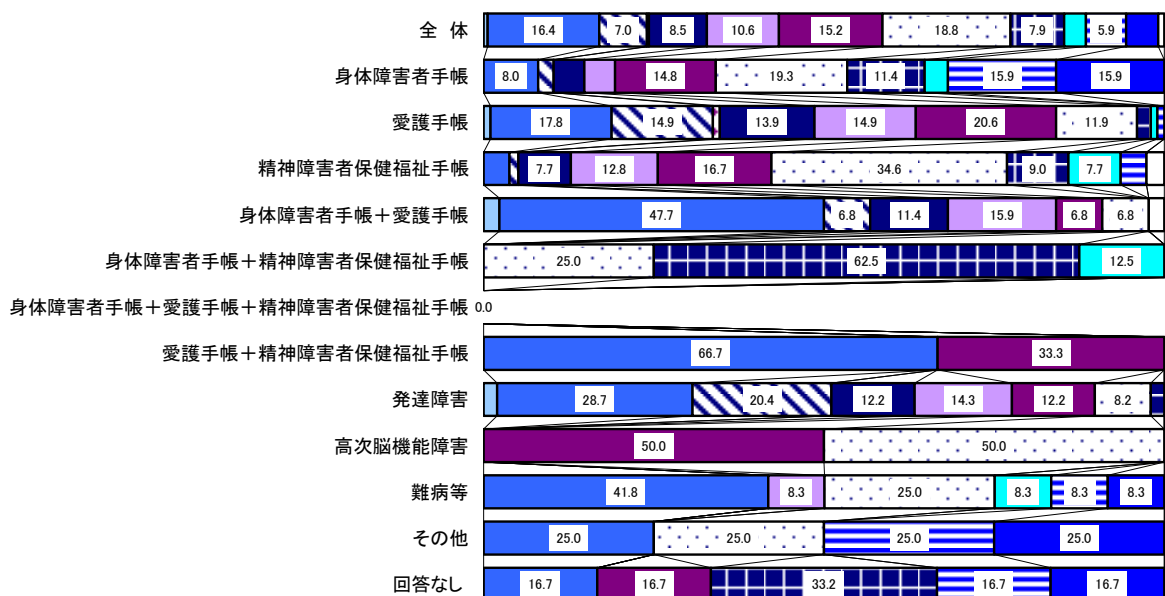 全 体 16.4 7.0 8.5 10.6 15.2 18.8 7.9 5.9
身体障害者手帳 8.0 14.8 19.3 11.4 15.9 15.9
愛護手帳 17.8 14.9 13.9 14.9 20.6 11.9
精神障害者保健福祉手帳 7.7 12.8 16.7 34.6 9.0 7.7
身体障害者手帳+愛護手帳 47.7 6.8 11.4 15.9 6.8 6.8
身体障害者手帳+精神障害者保健福祉手帳 25.0 62.5 12.5
身体障害者手帳+愛護手帳+精神障害者保健福祉手帳 0.0
愛護手帳+精神障害者保健福祉手帳 66.7 33.3
発達障害 28.7 20.4 12.2 14.3 12.2 8.2
高次脳機能障害 50.0 50.0
難病等 41.8 8.3 25.0 8.3 8.3 8.3
その他 25.0 25.0 25.0 25.0
回答なし 16.7 16.7 33.2 16.7 16.7